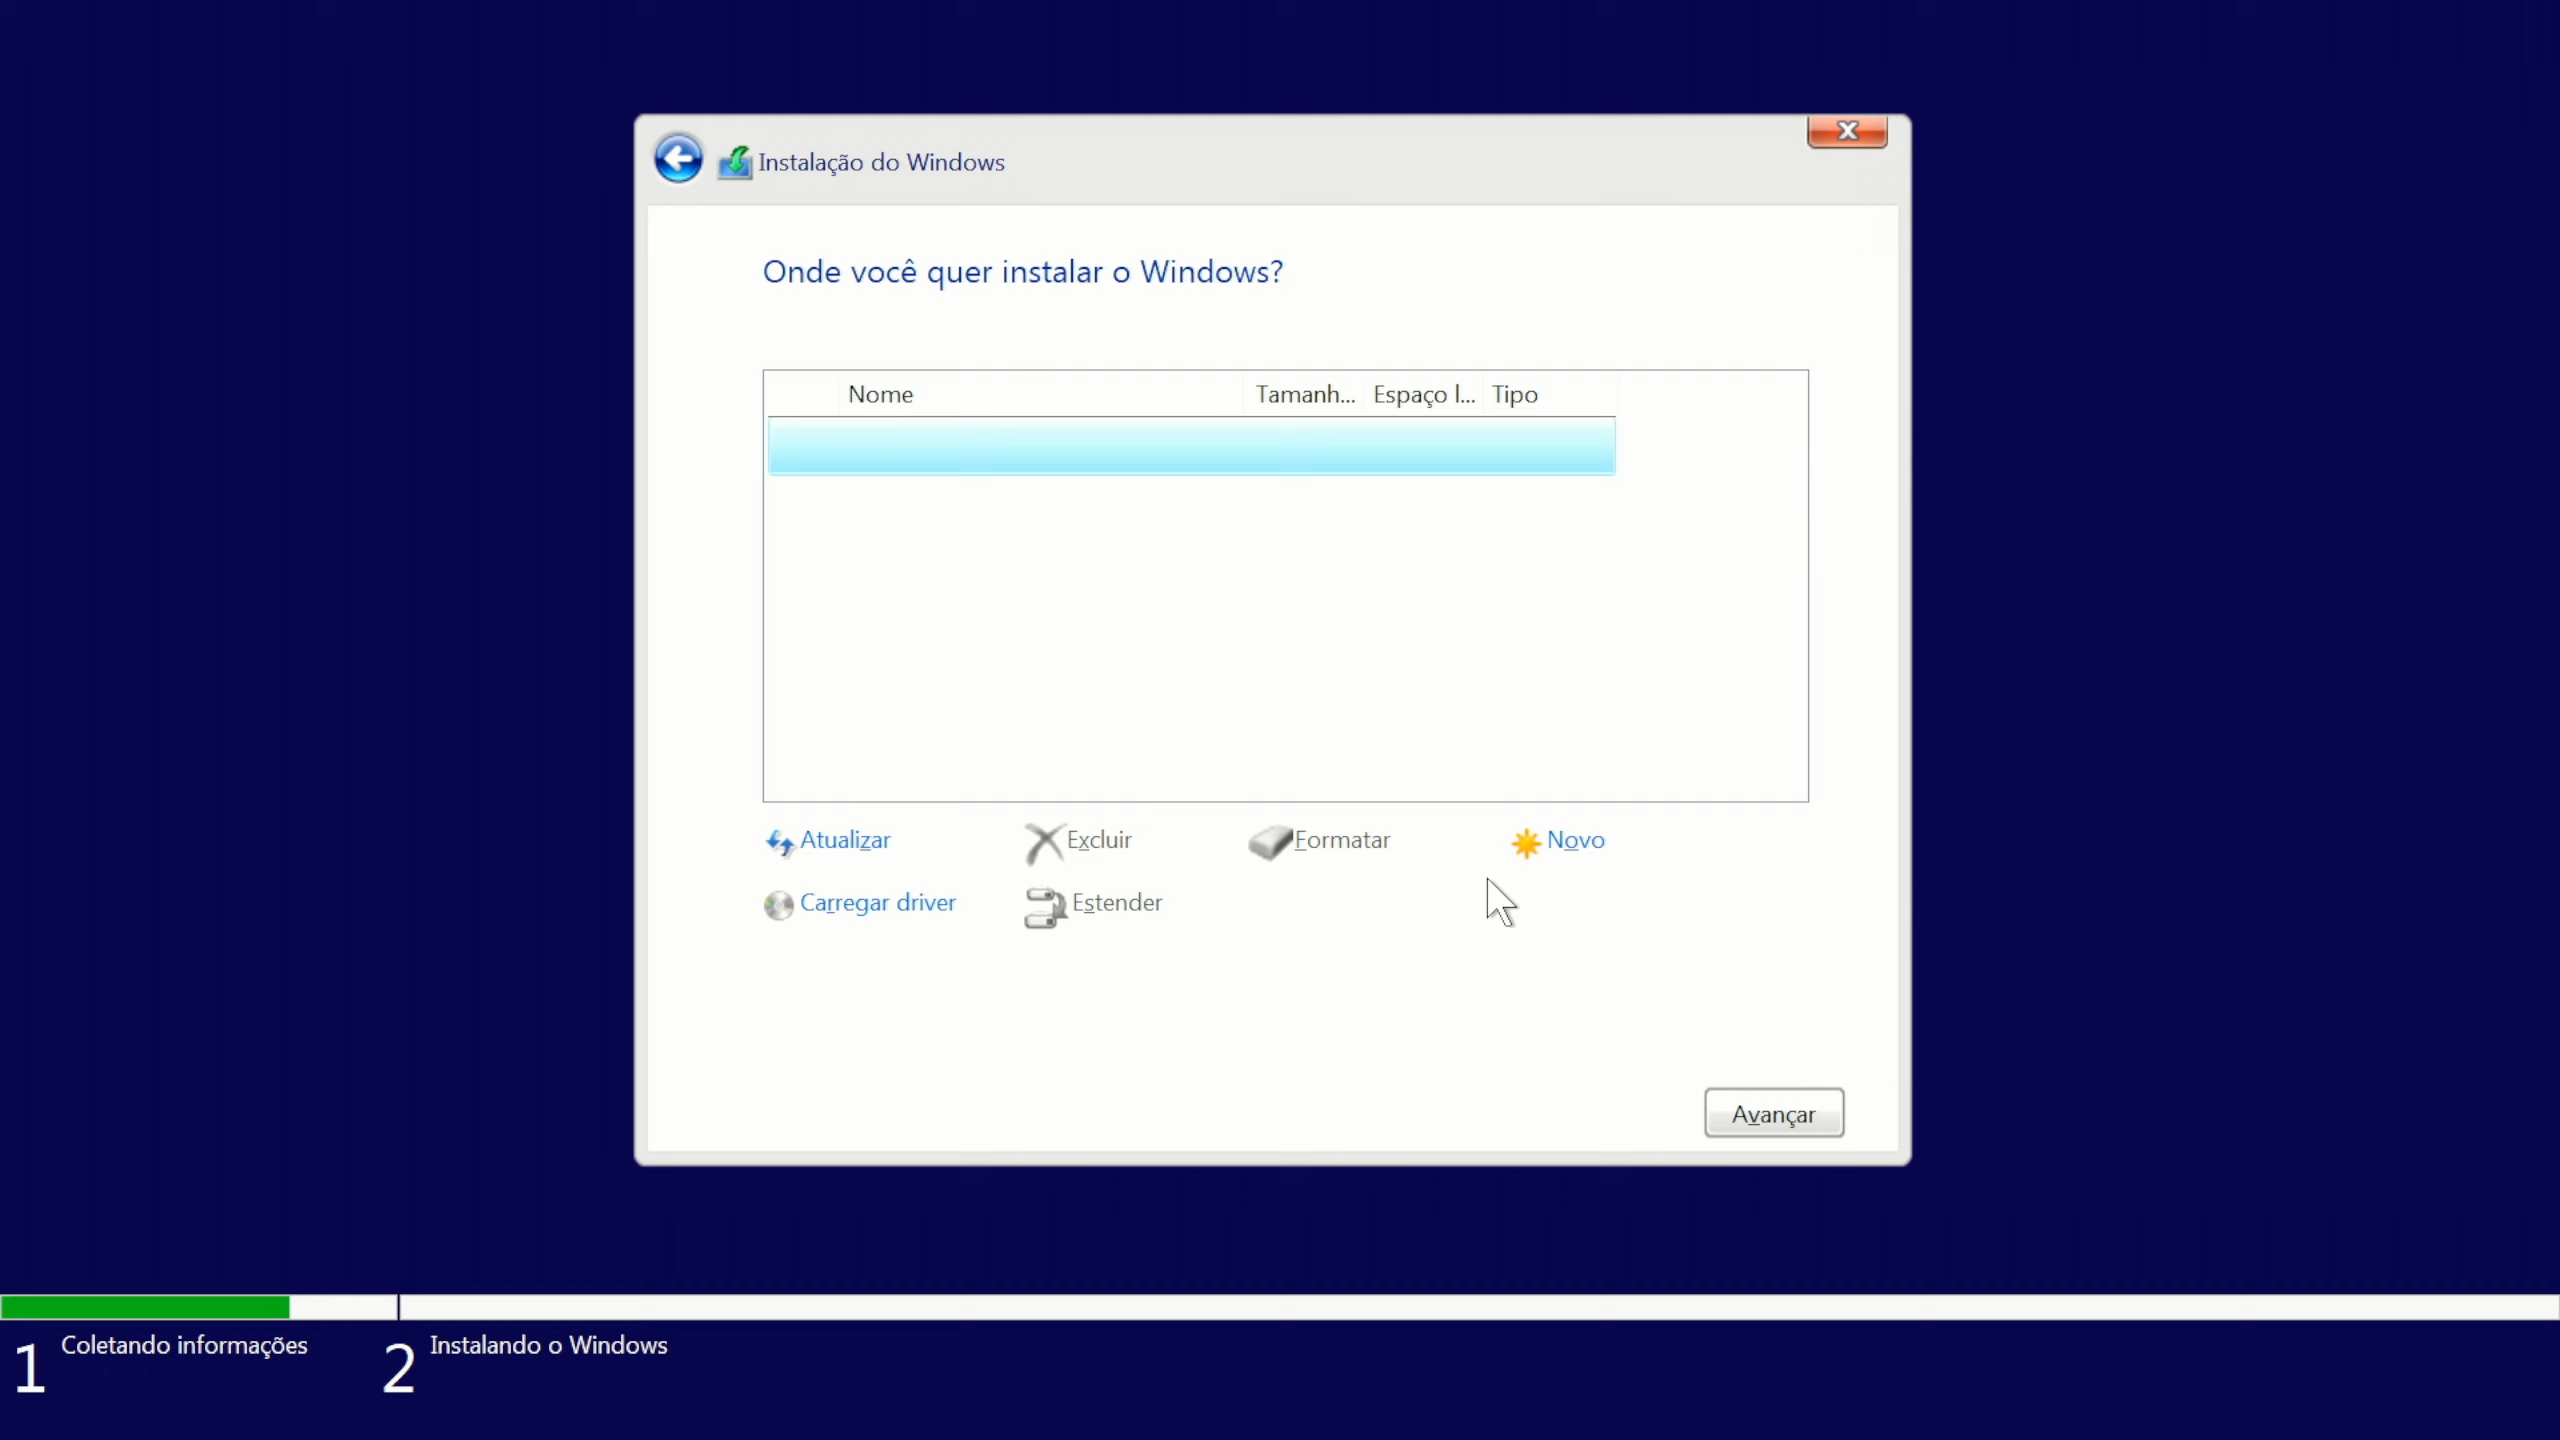 Instalação do Windows
Onde você quer instalar o Windows?
Nome Tamanh... Espaço l... Tipo
Atualizar Excluir Formatar Novo
Carregar driver Estender
Avançar
1 Coletando informações 2 Instalando o Windows